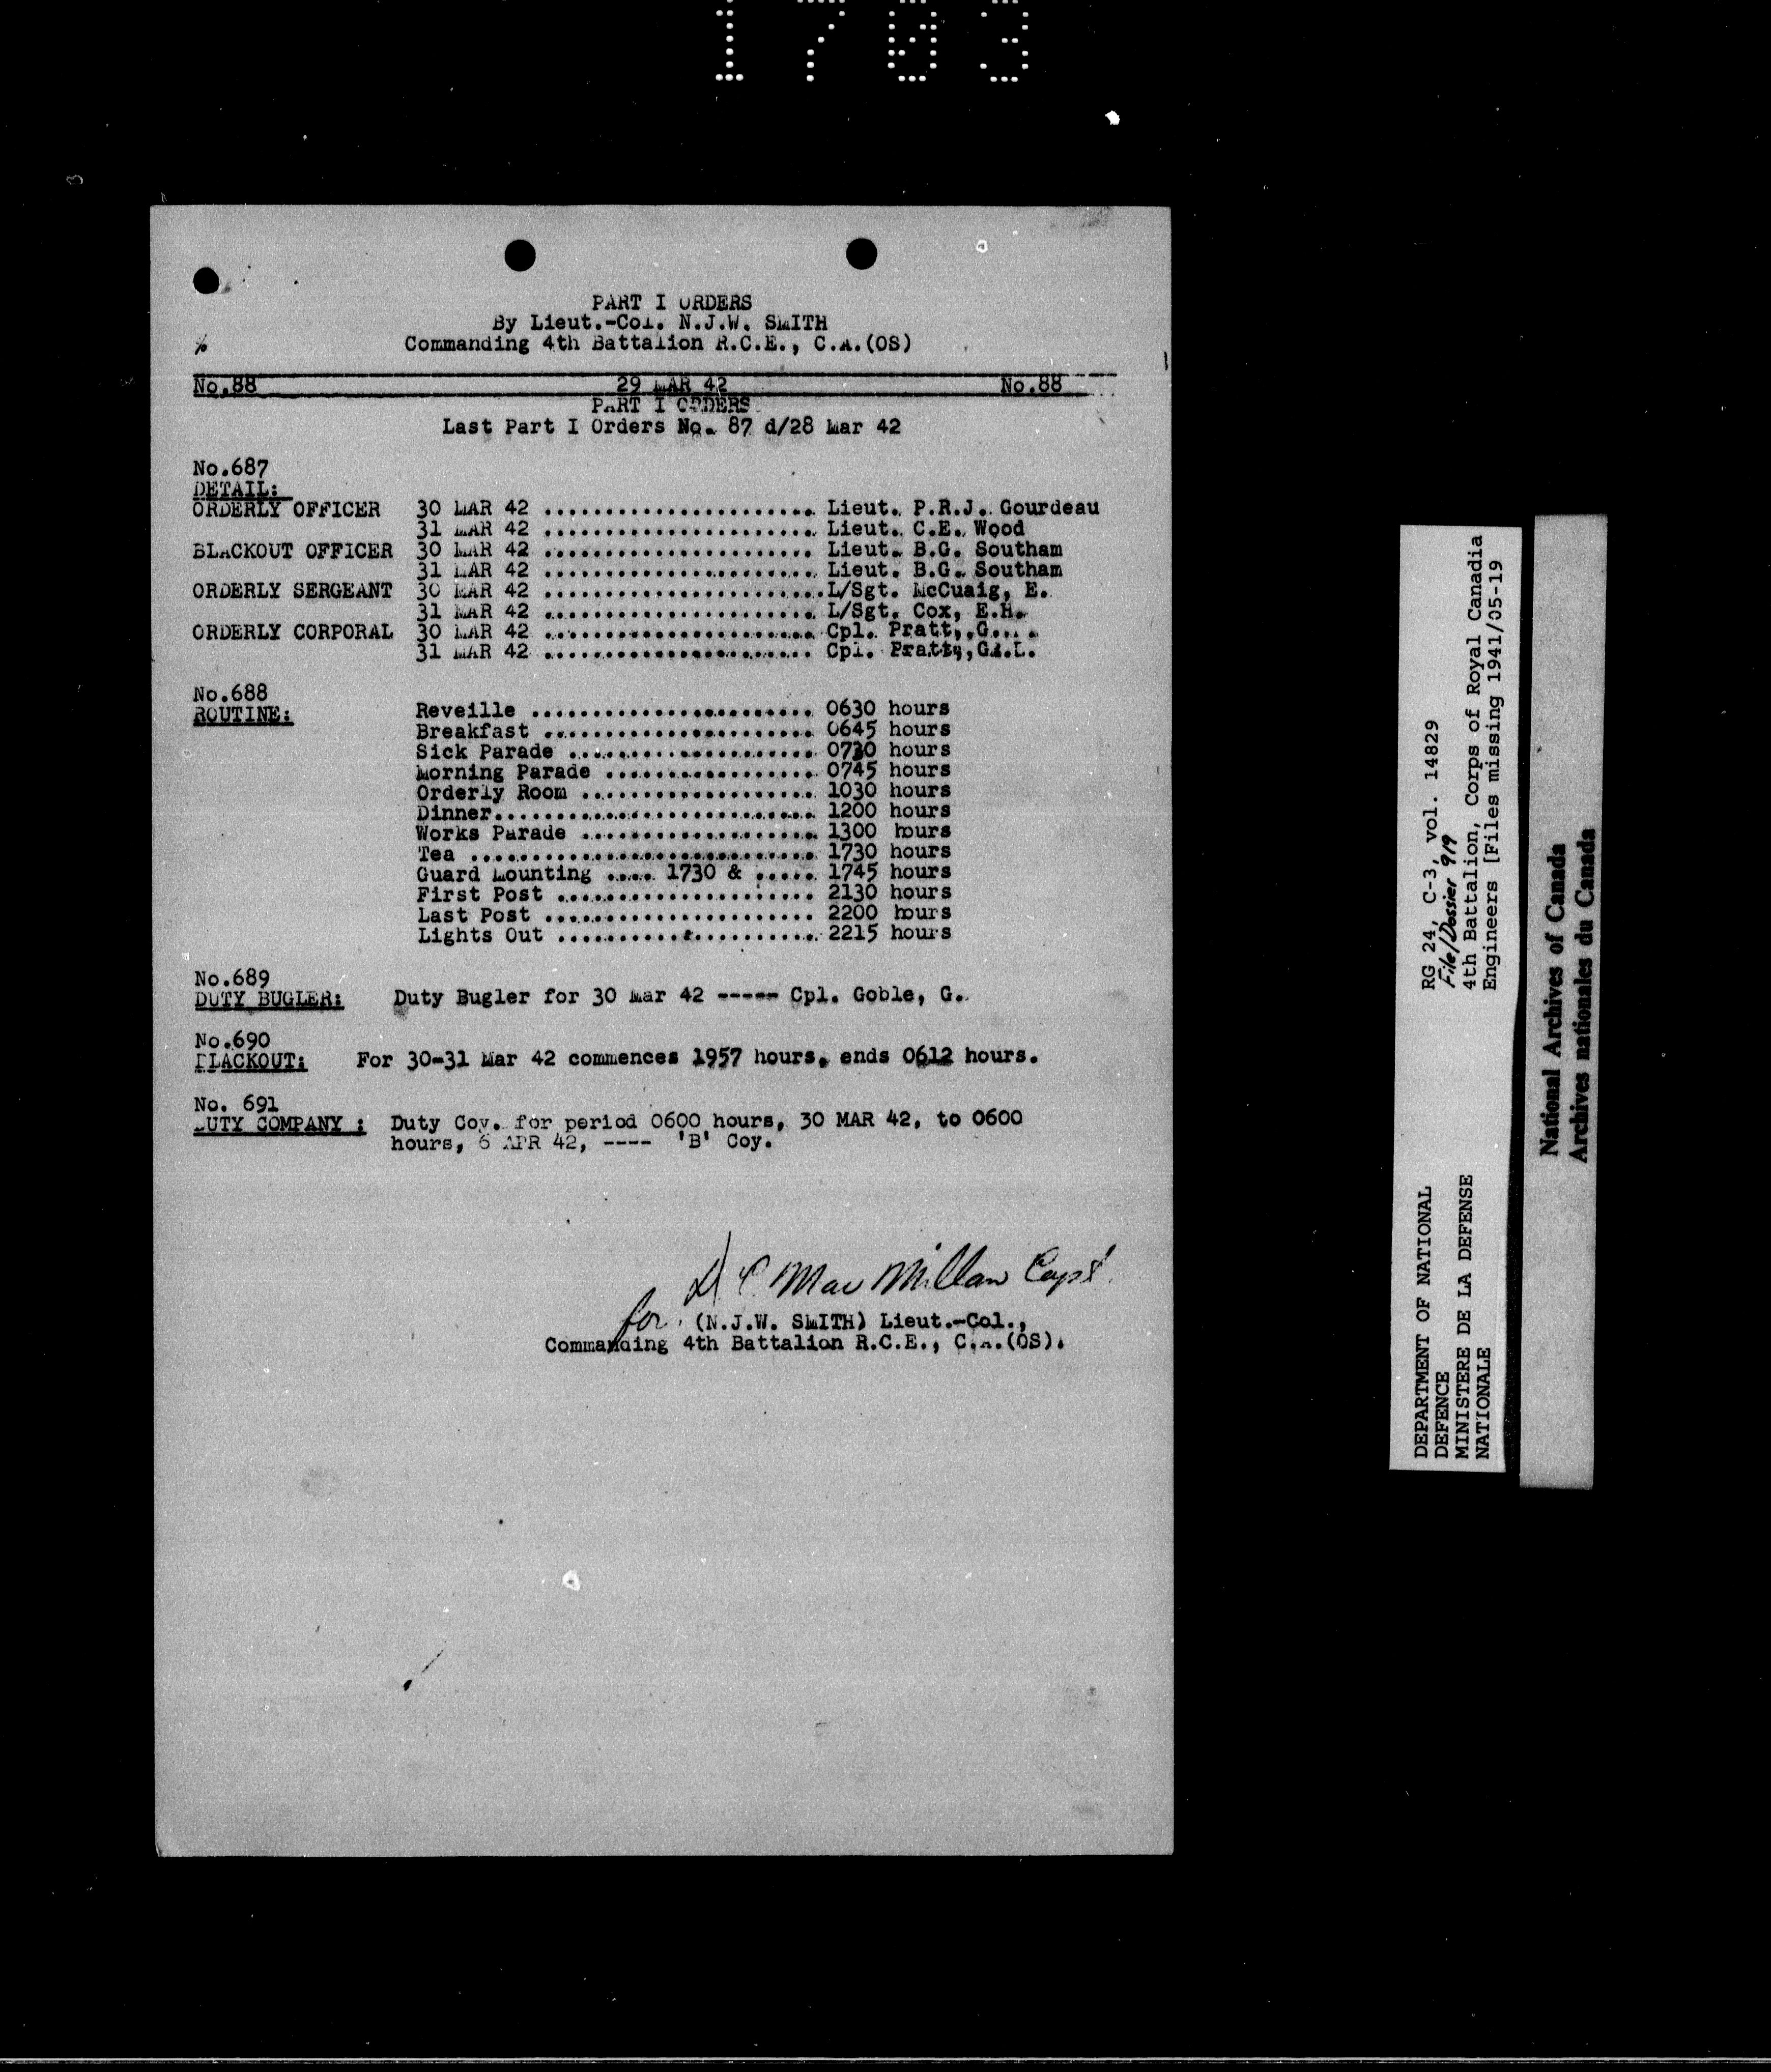 1703
PART I ORDERS
By Lieut.-Col. N.J.W. SMITH
Commanding 4th Battalion R.C.E., C.A.(OS)
No.88 29 MAR 42 No.88
PART I ORDERS
Last Part I Orders No. 87 d/28 Mar 42
No.687
DETAIL:
ORDERLY OFFICER 30 MAR 42 ...................... Lieut. P.R.J. Gourdeau
31 MAR 42 ...................... Lieut. C.E. Wood
BLACKOUT OFFICER 30 MAR 42 ...................... Lieut. B.G. Southam
31 MAR 42 ...................... Lieut. B.G. Southam
ORDERLY SERGEANT 30 MAR 42 .......................L/Sgt. McCuaig, E.
31 MAR 42 ...................... L/Sgt. Cox, E.H.
ORDERLY CORPORAL 30 MAR 42 ...................... Cpl. Pratt, G....
31 MAR 42 ...................... Cpl. Pratt, G.L.
No.688
ROUTINE:
Reveille ....................... 0630 hours
Breakfast ...................... 0645 hours
Sick Parade .................... 0730 hours
Morning Parade ................. 0745 hours
Orderly Room ................... 1030 hours
Dinner.......................... 1200 hours
Works Parade ................... 1300 hours
Tea ............................ 1730 hours
Guard Mounting .... 1730 & ..... 1745 hours
First Post ..................... 2130 hours
Last Post ...................... 2200 hours
Lights Out ..................... 2215 hours
No.689
DUTY BUGLER: Duty Bugler for 30 Mar 42 ----- Cpl. Goble, G.
No.690
BLACKOUT: For 30-31 Mar 42 commences 1957 hours, ends 0612 hours.
No. 691
DUTY COMPANY : Duty Coy. for period 0600 hours, 30 MAR 42, to 0600
hours, 6 APR 42, ---- 'B' Coy.
D C MacMillan Capt.
for (N.J.W. SMITH) Lieut.-Col.,
Commanding 4th Battalion R.C.E., C.A.(OS).
DEPARTMENT OF NATIONAL
DEFENCE
MINISTERE DE LA DEFENSE
NATIONALE
RG 24, C-3, vol. 14829
File/Dossier 919
4th Battalion, Corps of Royal Canadia
Engineers [Files missing 1941/05-19
National Archives of Canada
Archives nationales du Canada